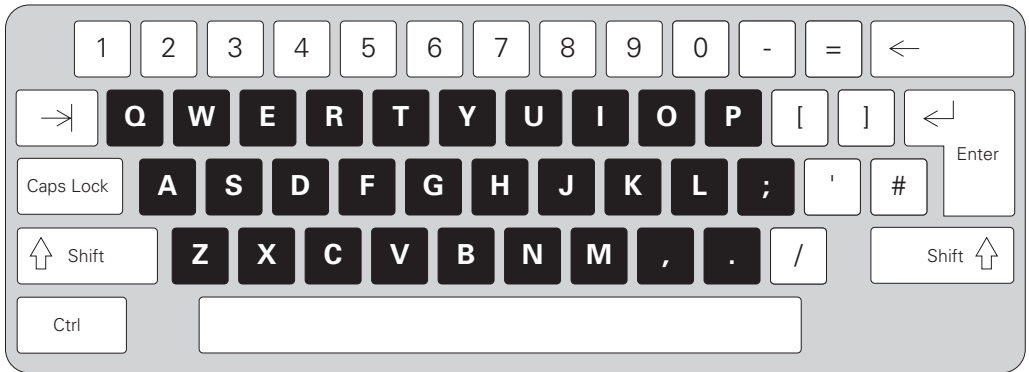 1 2 3 4 5 6 7 8 9 0 - =
Q W E R T Y U I O P [ ] Enter
Caps Lock A S D F G H J K L ; ' #
Shift Z X C V B N M , . / Shift
Ctrl